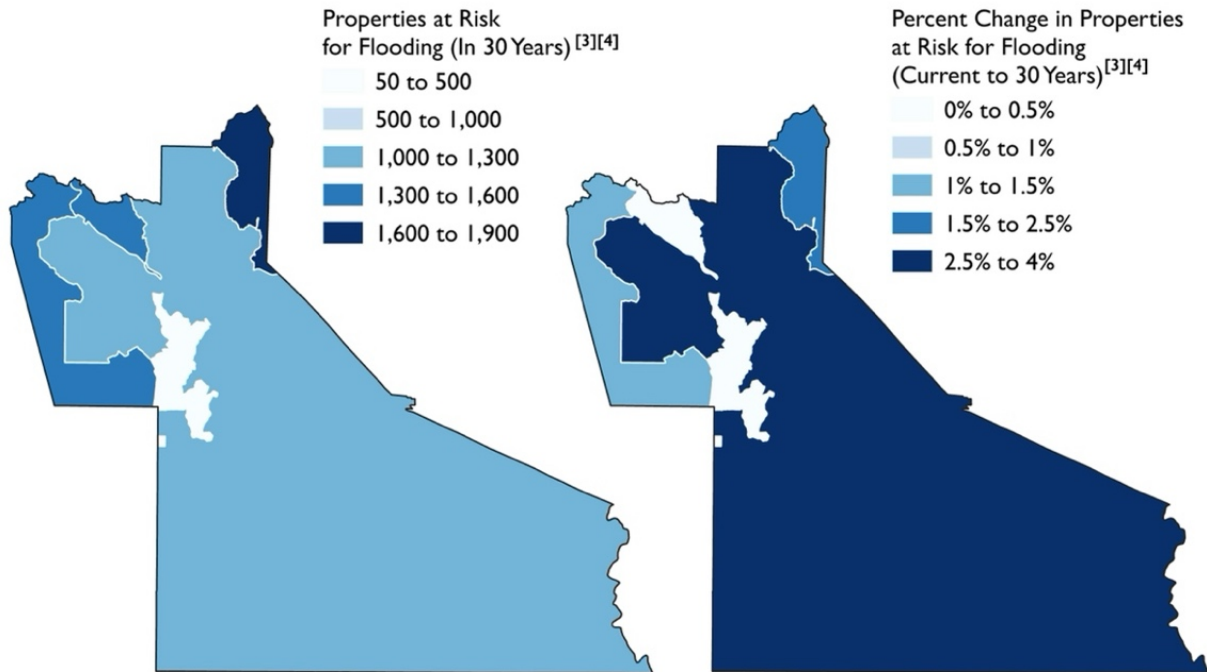 Properties at Risk
for Flooding (In 30 Years) [3][4]
50 to 500
500 to 1,000
1,000 to 1,300
1,300 to 1,600
1,600 to 1,900
Percent Change in Properties
at Risk for Flooding
(Current to 30 Years)[3][4]
0% to 0.5%
0.5% to 1%
1% to 1.5%
1.5% to 2.5%
2.5% to 4%